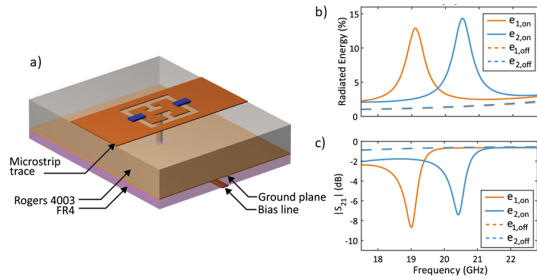 a)
Microstrip
trace
Rogers 4003
FR4
Ground plane
Bias line
b)
Radiated Energy
(%)
15
10
5
0
e1,on
e2,on
e1,off
e2,off
c)
|S21| (dB)
0
-2
-4
-6
-8
-10
18 19 20 21 22
Frequency (GHz)
e1,on
e2,on
e1,off
e2,off